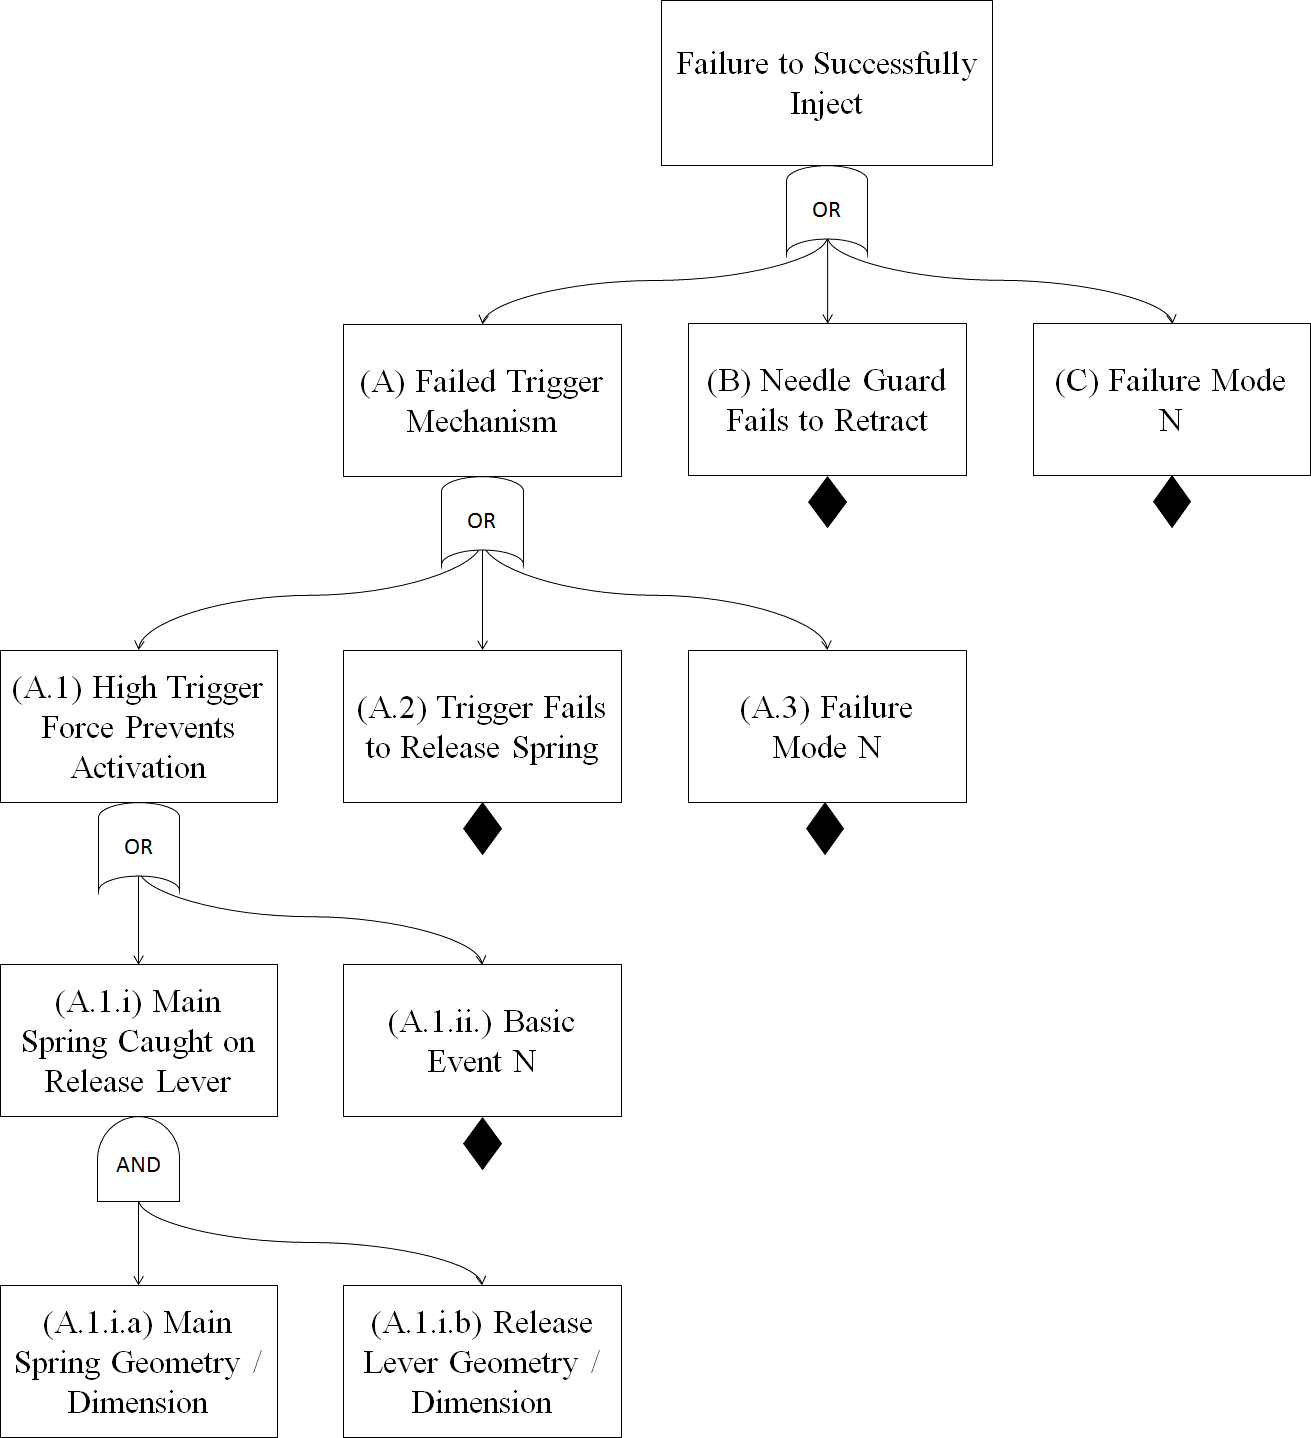 Failure to Successfully
Inject
OR
(A) Failed Trigger
Mechanism
(B) Needle Guard
Fails to Retract
(C) Failure Mode
N
OR
(A.1) High Trigger
Force Prevents
Activation
(A.2) Trigger Fails
to Release Spring
(A.3) Failure
Mode N
OR
(A.1.i) Main
Spring Caught on
Release Lever
(A.1.ii.) Basic
Event N
AND
(A.1.i.a) Main
Spring Geometry /
Dimension
(A.1.i.b) Release
Lever Geometry /
Dimension